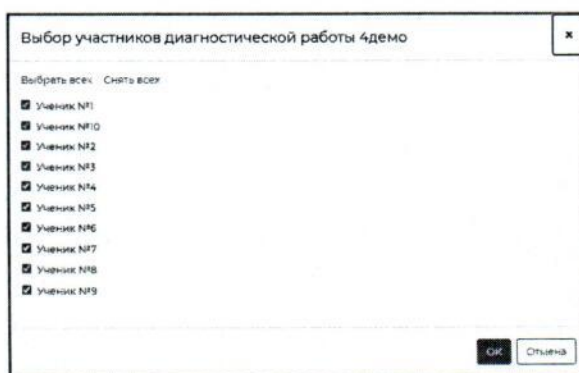 Выбор участников диагностической работы 4демо
x
Выбрать всех Снять всех
Ученик №1
Ученик №10
Ученик №2
Ученик №3
Ученик №4
Ученик №5
Ученик №6
Ученик №7
Ученик №8
Ученик №9
ОК Отмена